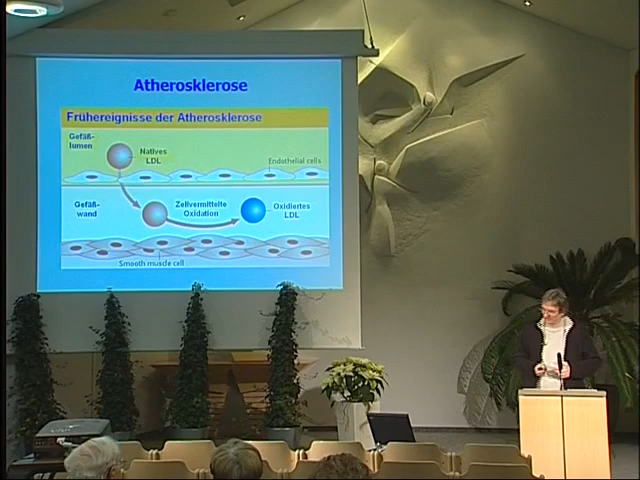 Atherosklerose
Frühereignisse der Atherosklerose
Gefäß-
lumen
Natives
LDL
Endothelial cells
Gefäß-
wand
Zellvermittelte
Oxidation
Oxidiertes
LDL
Smooth muscle cell